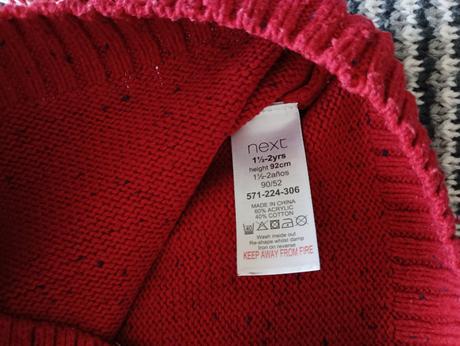 next
1½-2yrs
height 92cm
1½-2años
90/52
571-224-306
MADE IN CHINA
60% ACRYLIC
40% COTTON
40
Wash inside out
Re-shape whilst damp
Iron on reverse
KEEP AWAY FROM FIRE